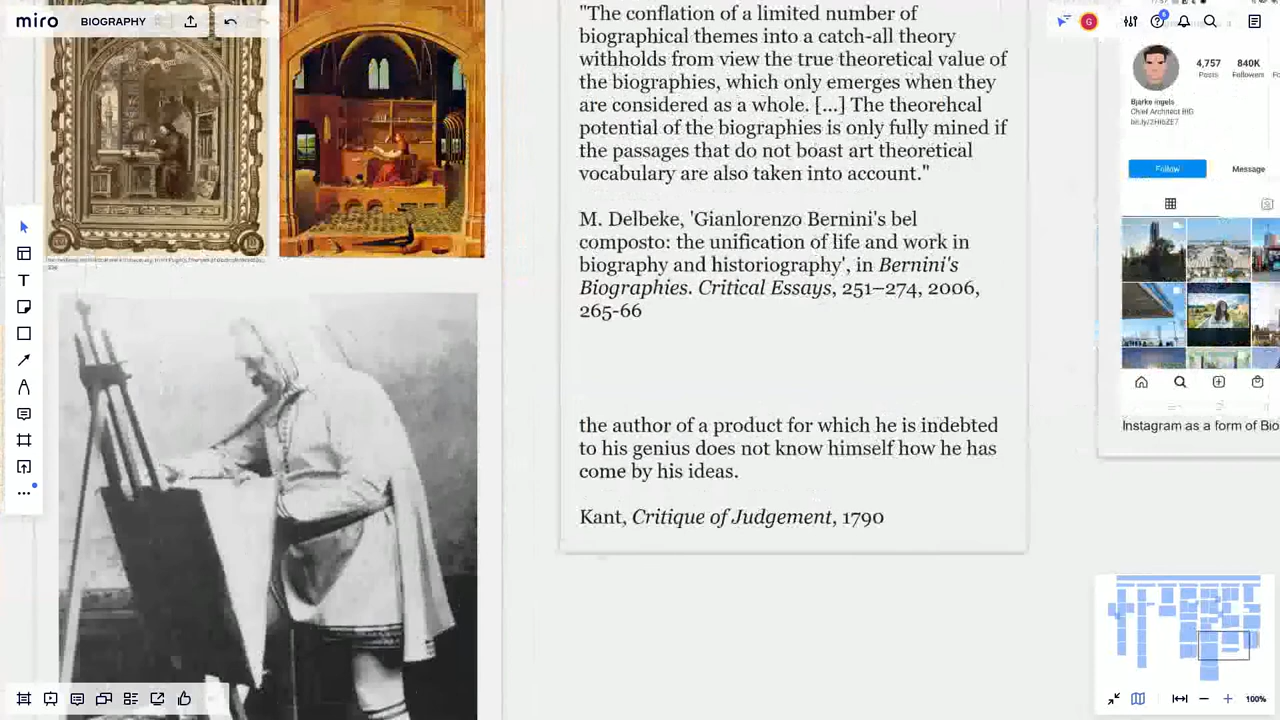 miro
BIOGRAPHY
"The conflation of a limited number of
biographical themes into a catch-all theory
withholds from view the true theoretical value of
the biographies, which only emerges when they
are considered as a whole. [...] The theorehcal
potential of the biographies is only fully mined if
the passages that do not boast art theoretical
vocabulary are also taken into account."
M. Delbeke, 'Gianlorenzo Bernini's bel
composto: the unification of life and work in
biography and historiography', in Bernini's
Biographies. Critical Essays, 251–274, 2006,
265-66
the author of a product for which he is indebted
to his genius does not know himself how he has
come by his ideas.
Kant, Critique of Judgement, 1790
G
4,757 840K
Posts Followers
Bjarke Ingels
Chief Architect BIG
Follow Message
Instagram as a form of Bio
100%